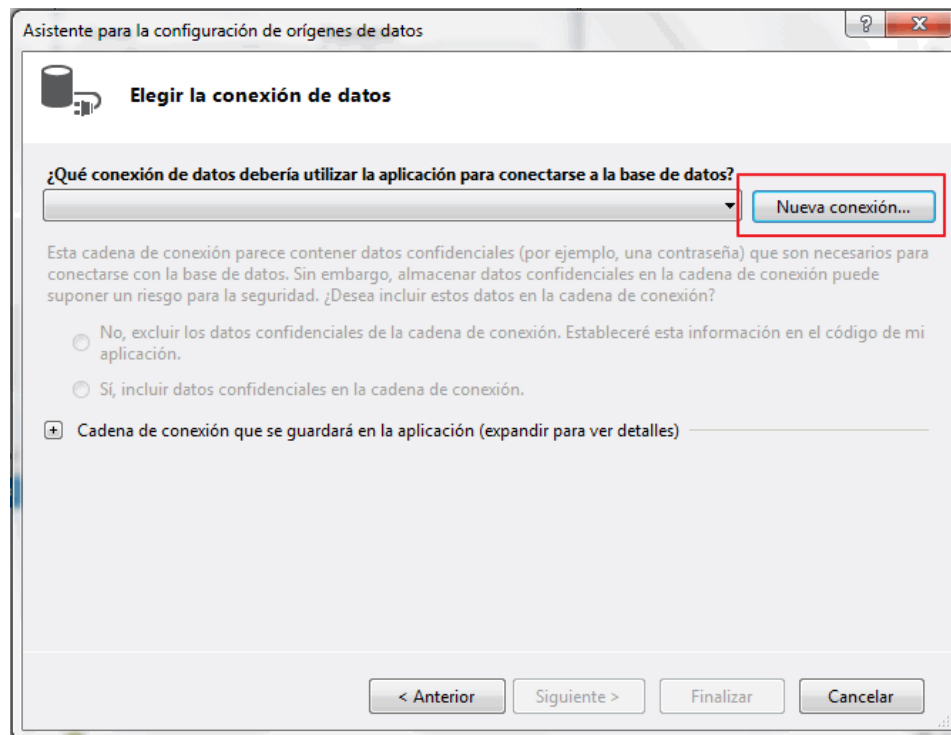 Asistente para la configuración de orígenes de datos
?
Elegir la conexión de datos
¿Qué conexión de datos debería utilizar la aplicación para conectarse a la base de datos?
Nueva conexión...
Esta cadena de conexión parece contener datos confidenciales (por ejemplo, una contraseña) que son necesarios para
conectarse con la base de datos. Sin embargo, almacenar datos confidenciales en la cadena de conexión puede
suponer un riesgo para la seguridad. ¿Desea incluir estos datos en la cadena de conexión?
No, excluir los datos confidenciales de la cadena de conexión. Estableceré esta información en el código de mi
aplicación.
Sí, incluir datos confidenciales en la cadena de conexión.
Cadena de conexión que se guardará en la aplicación (expandir para ver detalles)
< Anterior
Siguiente >
Finalizar
Cancelar